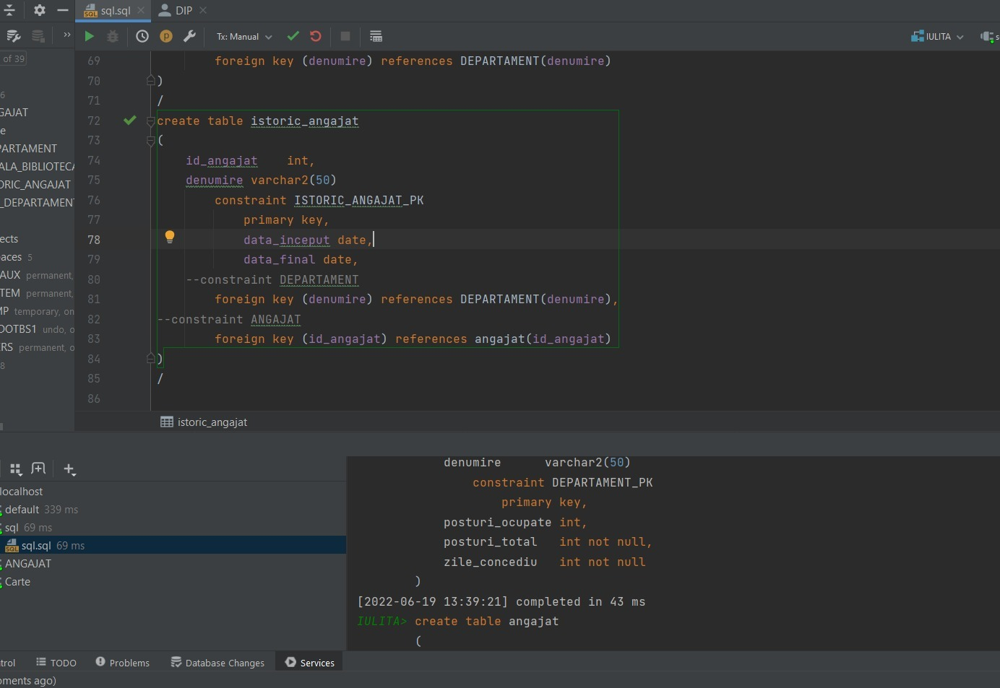 sql.sql
DIP
Tx: Manual
IULITA
s
of 39
69 foreign key (denumire) references DEPARTAMENT(denumire)
70 )
71 /
72 create table istoric_angajat
73 (
74 id_angajat    int,
75 denumire varchar2(50)
76 constraint ISTORIC_ANGAJAT_PK
77 primary key,
78 data_inceput date,
79 data_final date,
80 --constraint DEPARTAMENT
81 foreign key (denumire) references DEPARTAMENT(denumire),
82 --constraint ANGAJAT
83 foreign key (id_angajat) references angajat(id_angajat)
84 )
85 /
86
6
GAJAT
e
PARTAMENT
ALA_BIBLIOTECA
ORIC_ANGAJAT
_DEPARTAMENT
ects
aces 5
AUX permanent,
TEM permanent,
MP temporary, on
DOTBS1 undo, o
ERS permanent, o
8
istoric_angajat
localhost
default 339 ms
sql 69 ms
sql.sql 69 ms
ANGAJAT
Carte
denumire      varchar2(50)
constraint DEPARTAMENT_PK
primary key,
posturi_ocupate int,
posturi_total   int not null,
zile_concediu   int not null
)
[2022-06-19 13:39:21] completed in 43 ms
IULITA> create table angajat
(
trol
TODO
Problems
Database Changes
Services
oments ago)